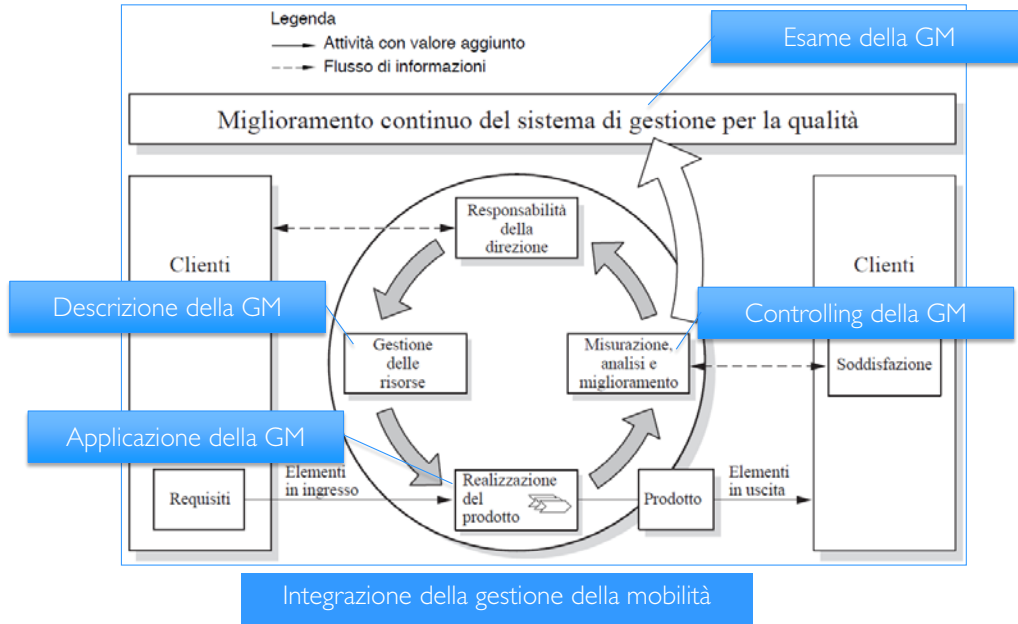 Legenda
Attività con valore aggiunto
Flusso di informazioni
Esame della GM
Miglioramento continuo del sistema di gestione per la qualità
Clienti
Responsabilità
della
direzione
Clienti
Descrizione della GM
Controlling della GM
Gestione
delle
risorse
Misurazione,
analisi e
miglioramento
Soddisfazione
Applicazione della GM
Requisiti
Elementi
in ingresso
Realizzazione
del
prodotto
Prodotto
Elementi
in uscita
Integrazione della gestione della mobilità